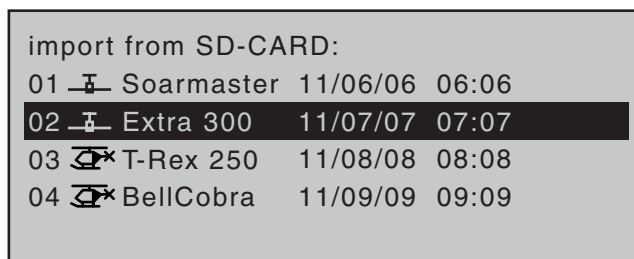 import from SD-CARD:
01 Soarmaster 11/06/06 06:06
02 Extra 300 11/07/07 07:07
03 T-Rex 250 11/08/08 08:08
04 BellCobra 11/09/09 09:09